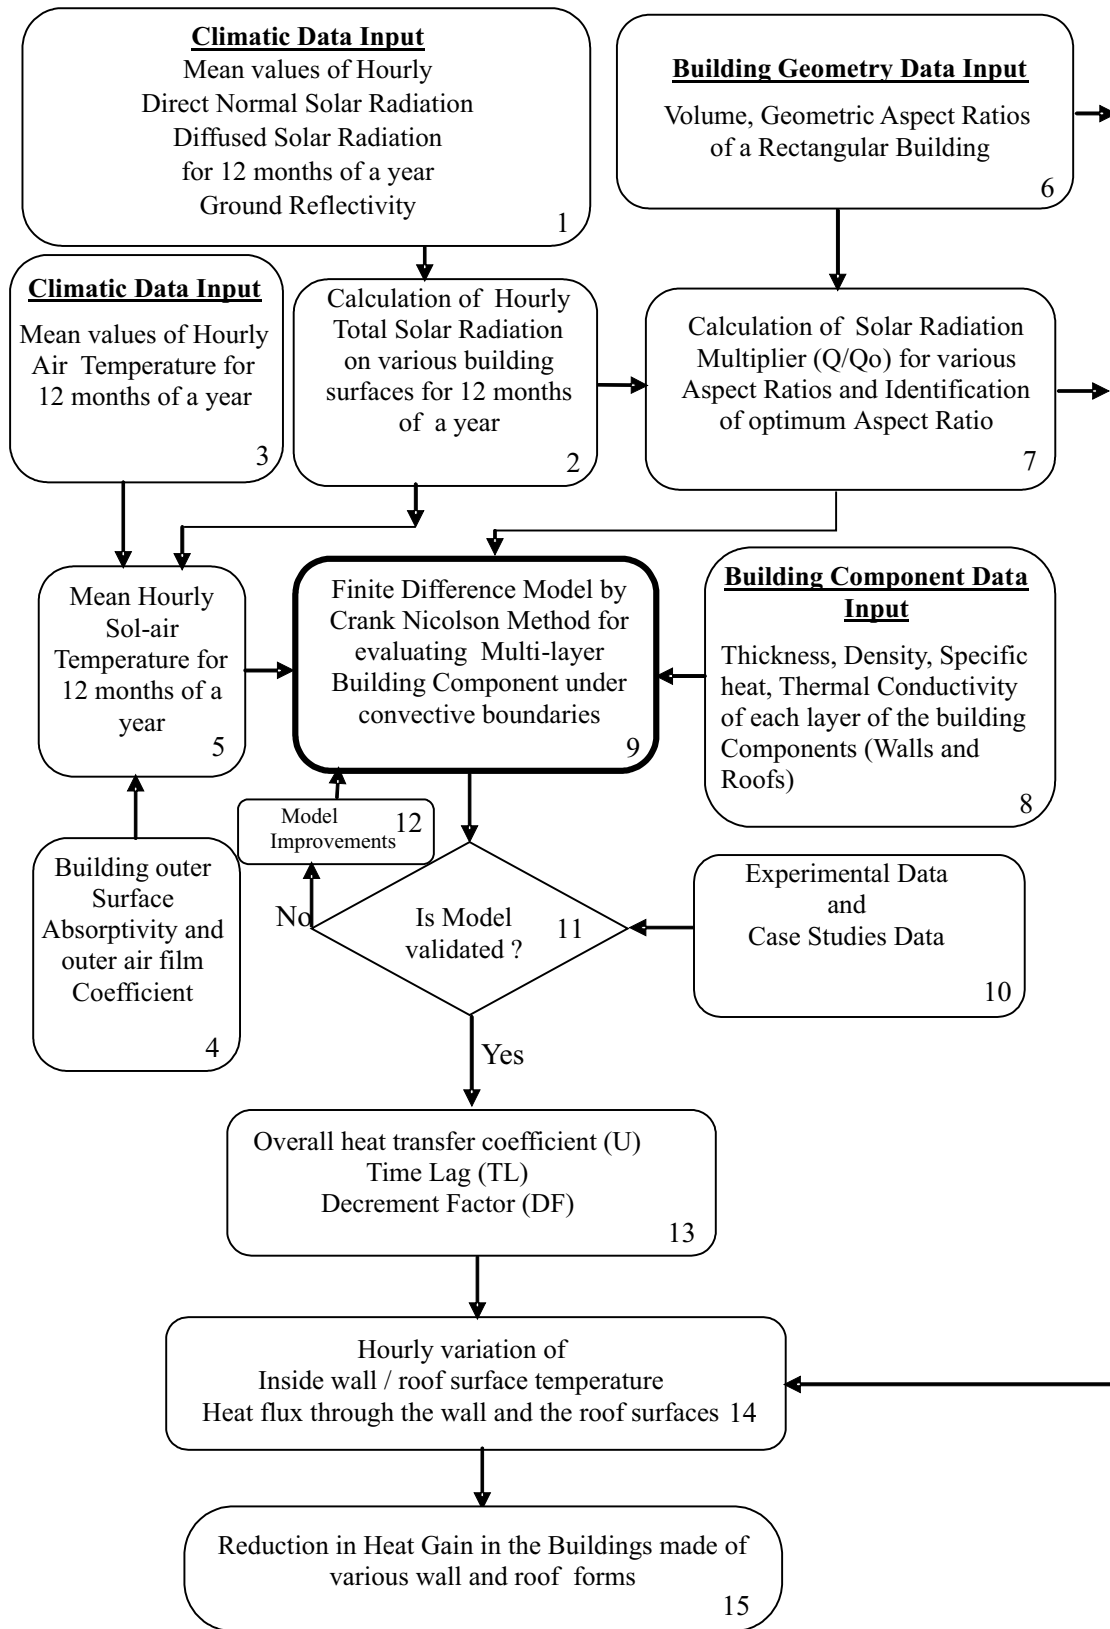 Climatic Data Input
Mean values of Hourly
Direct Normal Solar Radiation
Diffused Solar Radiation
for 12 months of a year
Ground Reflectivity
1
Building Geometry Data Input
Volume, Geometric Aspect Ratios
of a Rectangular Building
6
Climatic Data Input
Mean values of Hourly
Air Temperature for
12 months of a year
3
Calculation of Hourly
Total Solar Radiation
on various building
surfaces for 12 months
of a year
2
Calculation of Solar Radiation
Multiplier (Q/Qo) for various
Aspect Ratios and Identification
of optimum Aspect Ratio
7
Mean Hourly
Sol-air
Temperature for
12 months of a
year
5
Finite Difference Model by
Crank Nicolson Method for
evaluating Multi-layer
Building Component under
convective boundaries
9
Building Component Data
Input
Thickness, Density, Specific
heat, Thermal Conductivity
of each layer of the building
Components (Walls and
Roofs)
8
Model 12
Improvements
Building outer
Surface
Absorptivity and
outer air film
Coefficient
4
No
Is Model
validated ?
11
Experimental Data
and
Case Studies Data
10
Yes
Overall heat transfer coefficient (U)
Time Lag (TL)
Decrement Factor (DF)
13
Hourly variation of
Inside wall / roof surface temperature
Heat flux through the wall and the roof surfaces 14
Reduction in Heat Gain in the Buildings made of
various wall and roof forms
15